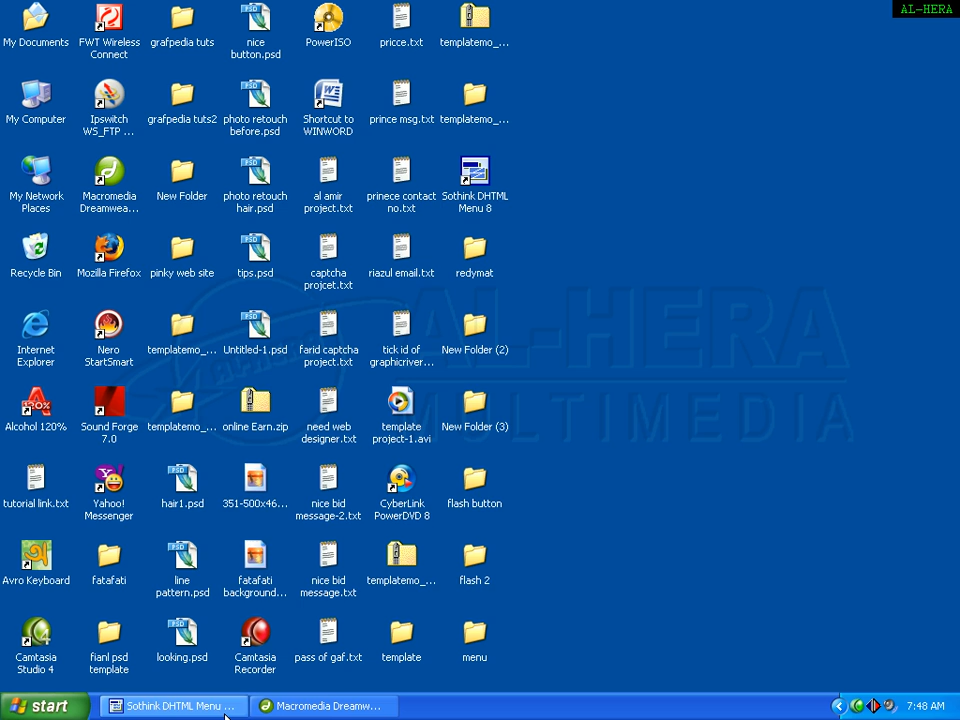 AL-HERA
My Documents
FWT Wireless
Connect
grafpedia tuts
nice
button.psd
PowerISO
pricce.txt
templatemo_...
My Computer
Ipswitch
WS_FTP ...
grafpedia tuts2
photo retouch
before.psd
Shortcut to
WINWORD
prince msg.txt
templatemo_...
My Network
Places
Macromedia
Dreamwea...
New Folder
photo retouch
hair.psd
al amir
project.txt
prinece contact
no.txt
Sothink DHTML
Menu 8
Recycle Bin
Mozilla Firefox
pinky web site
tips.psd
captcha
projcet.txt
riazul email.txt
redymat
Internet
Explorer
Nero
StartSmart
templatemo_...
Untitled-1.psd
farid captcha
project.txt
tick id of
graphicriver...
New Folder (2)
Alcohol 120%
Sound Forge
7.0
templatemo_...
online Earn.zip
need web
designer.txt
template
project-1.avi
New Folder (3)
tutorial link.txt
Yahoo!
Messenger
hair1.psd
351-500x46...
nice bid
message-2.txt
CyberLink
PowerDVD 8
flash button
Avro Keyboard
fatafati
line
pattern.psd
fatafati
background...
nice bid
message.txt
templatemo_...
flash 2
Camtasia
Studio 4
fianl psd
template
looking.psd
Camtasia
Recorder
pass of gaf.txt
template
menu
AL-HERA
MULTIMEDIA
start
Sothink DHTML Menu ...
Macromedia Dreamw...
7:48 AM